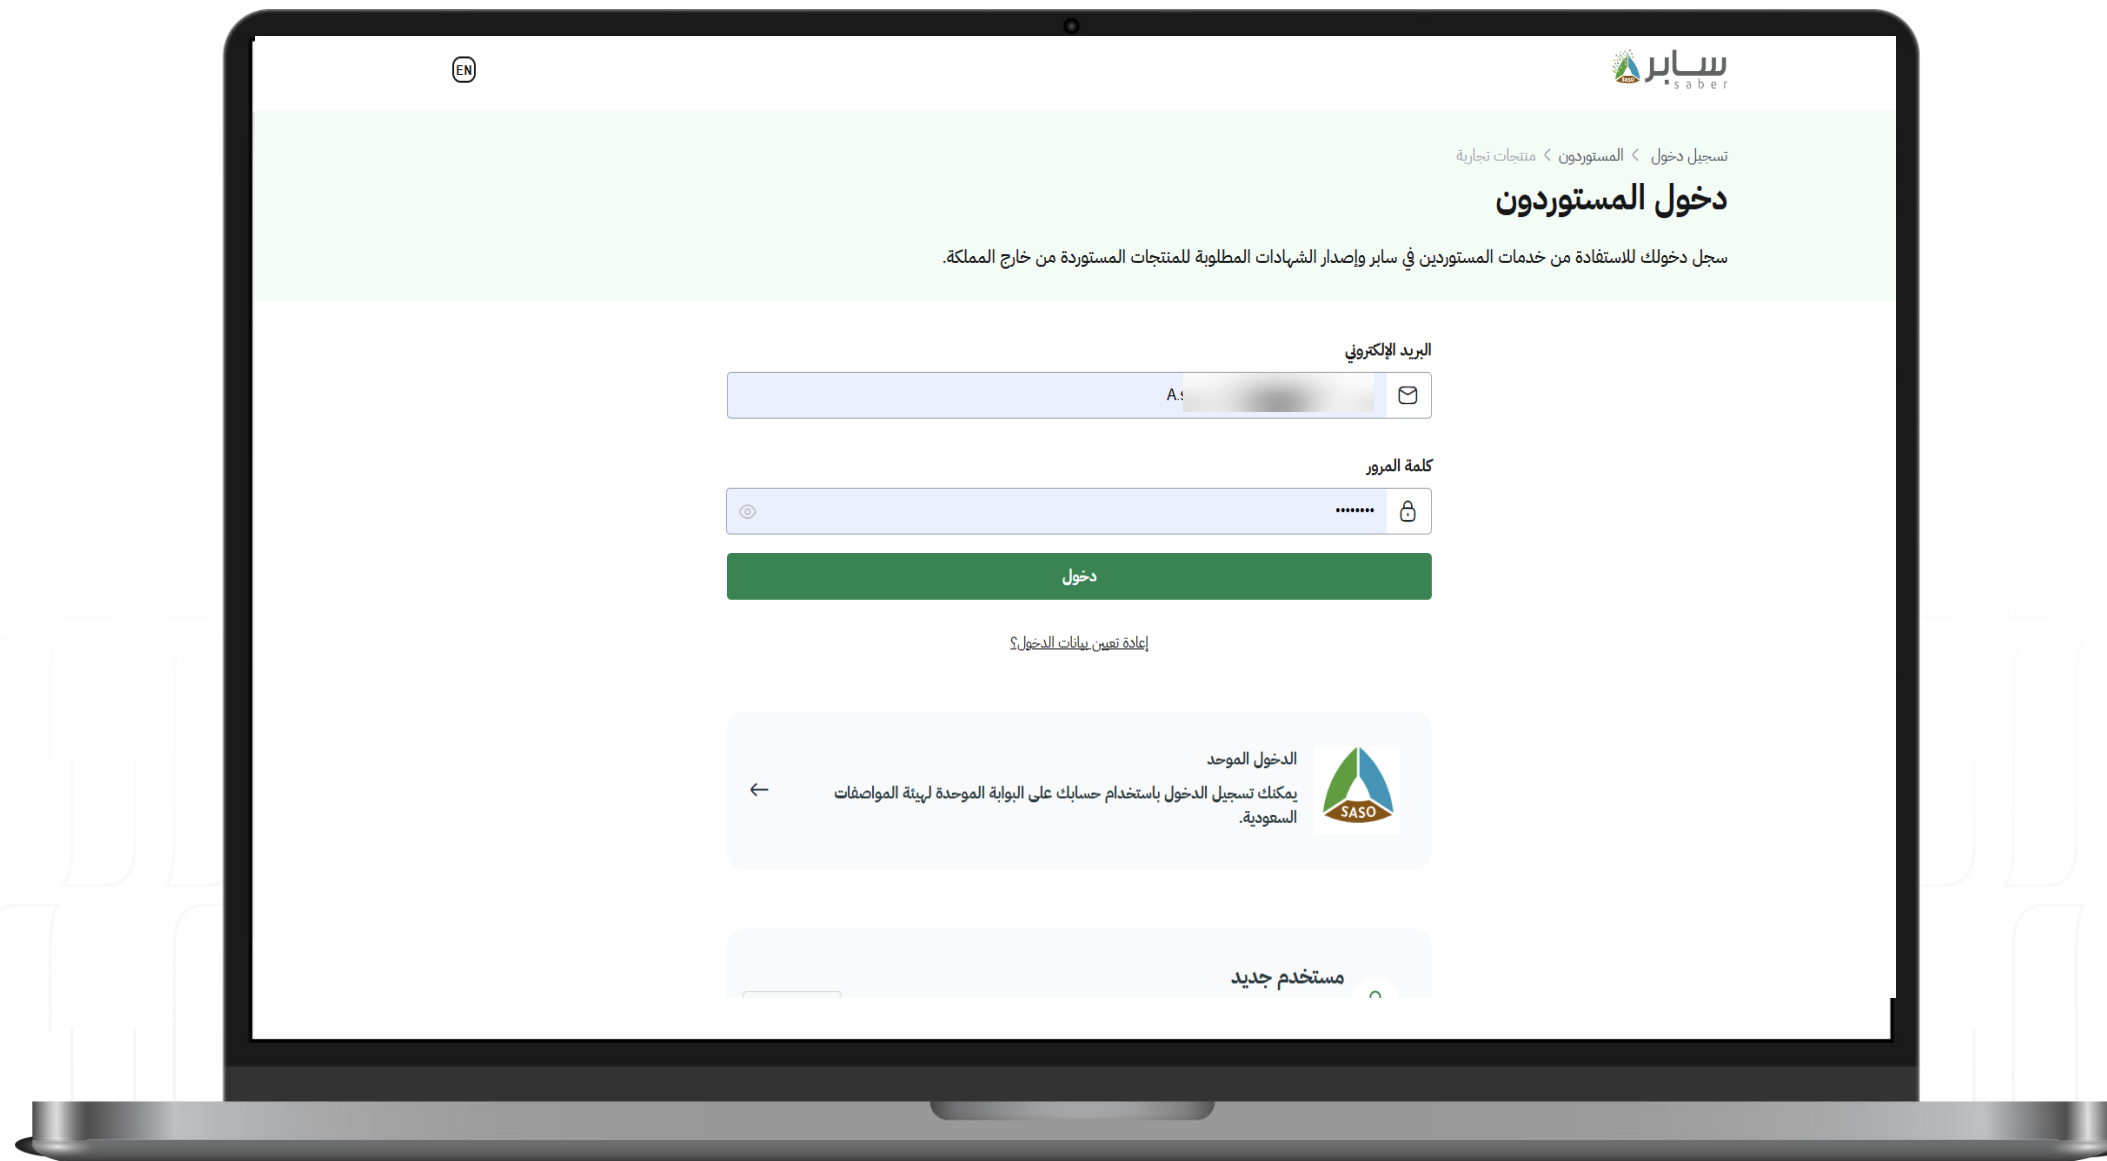 سابر
saber
SASO
EN
تسجيل دخول > المستوردون > منتجات تجارية
دخول المستوردون
سجل دخولك للاستفادة من خدمات المستوردين في سابر وإصدار الشهادات المطلوبة للمنتجات المستوردة من خارج المملكة.
البريد الإلكتروني
A.s
كلمة المرور
••••••••
دخول
إعادة تعيين بيانات الدخول؟
الدخول الموحد
يمكنك تسجيل الدخول باستخدام حسابك على البوابة الموحدة لهيئة المواصفات
السعودية.
SASO
مستخدم جديد